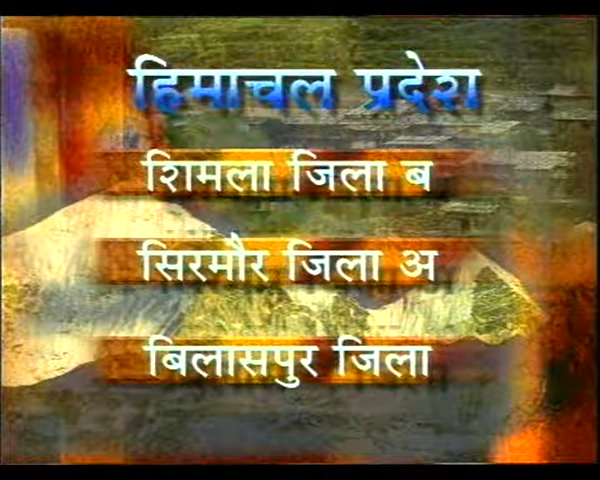 हिमाचल प्रदेश
शिमला जिला ब
सिरमौर जिला अ
बिलासपुर जिला